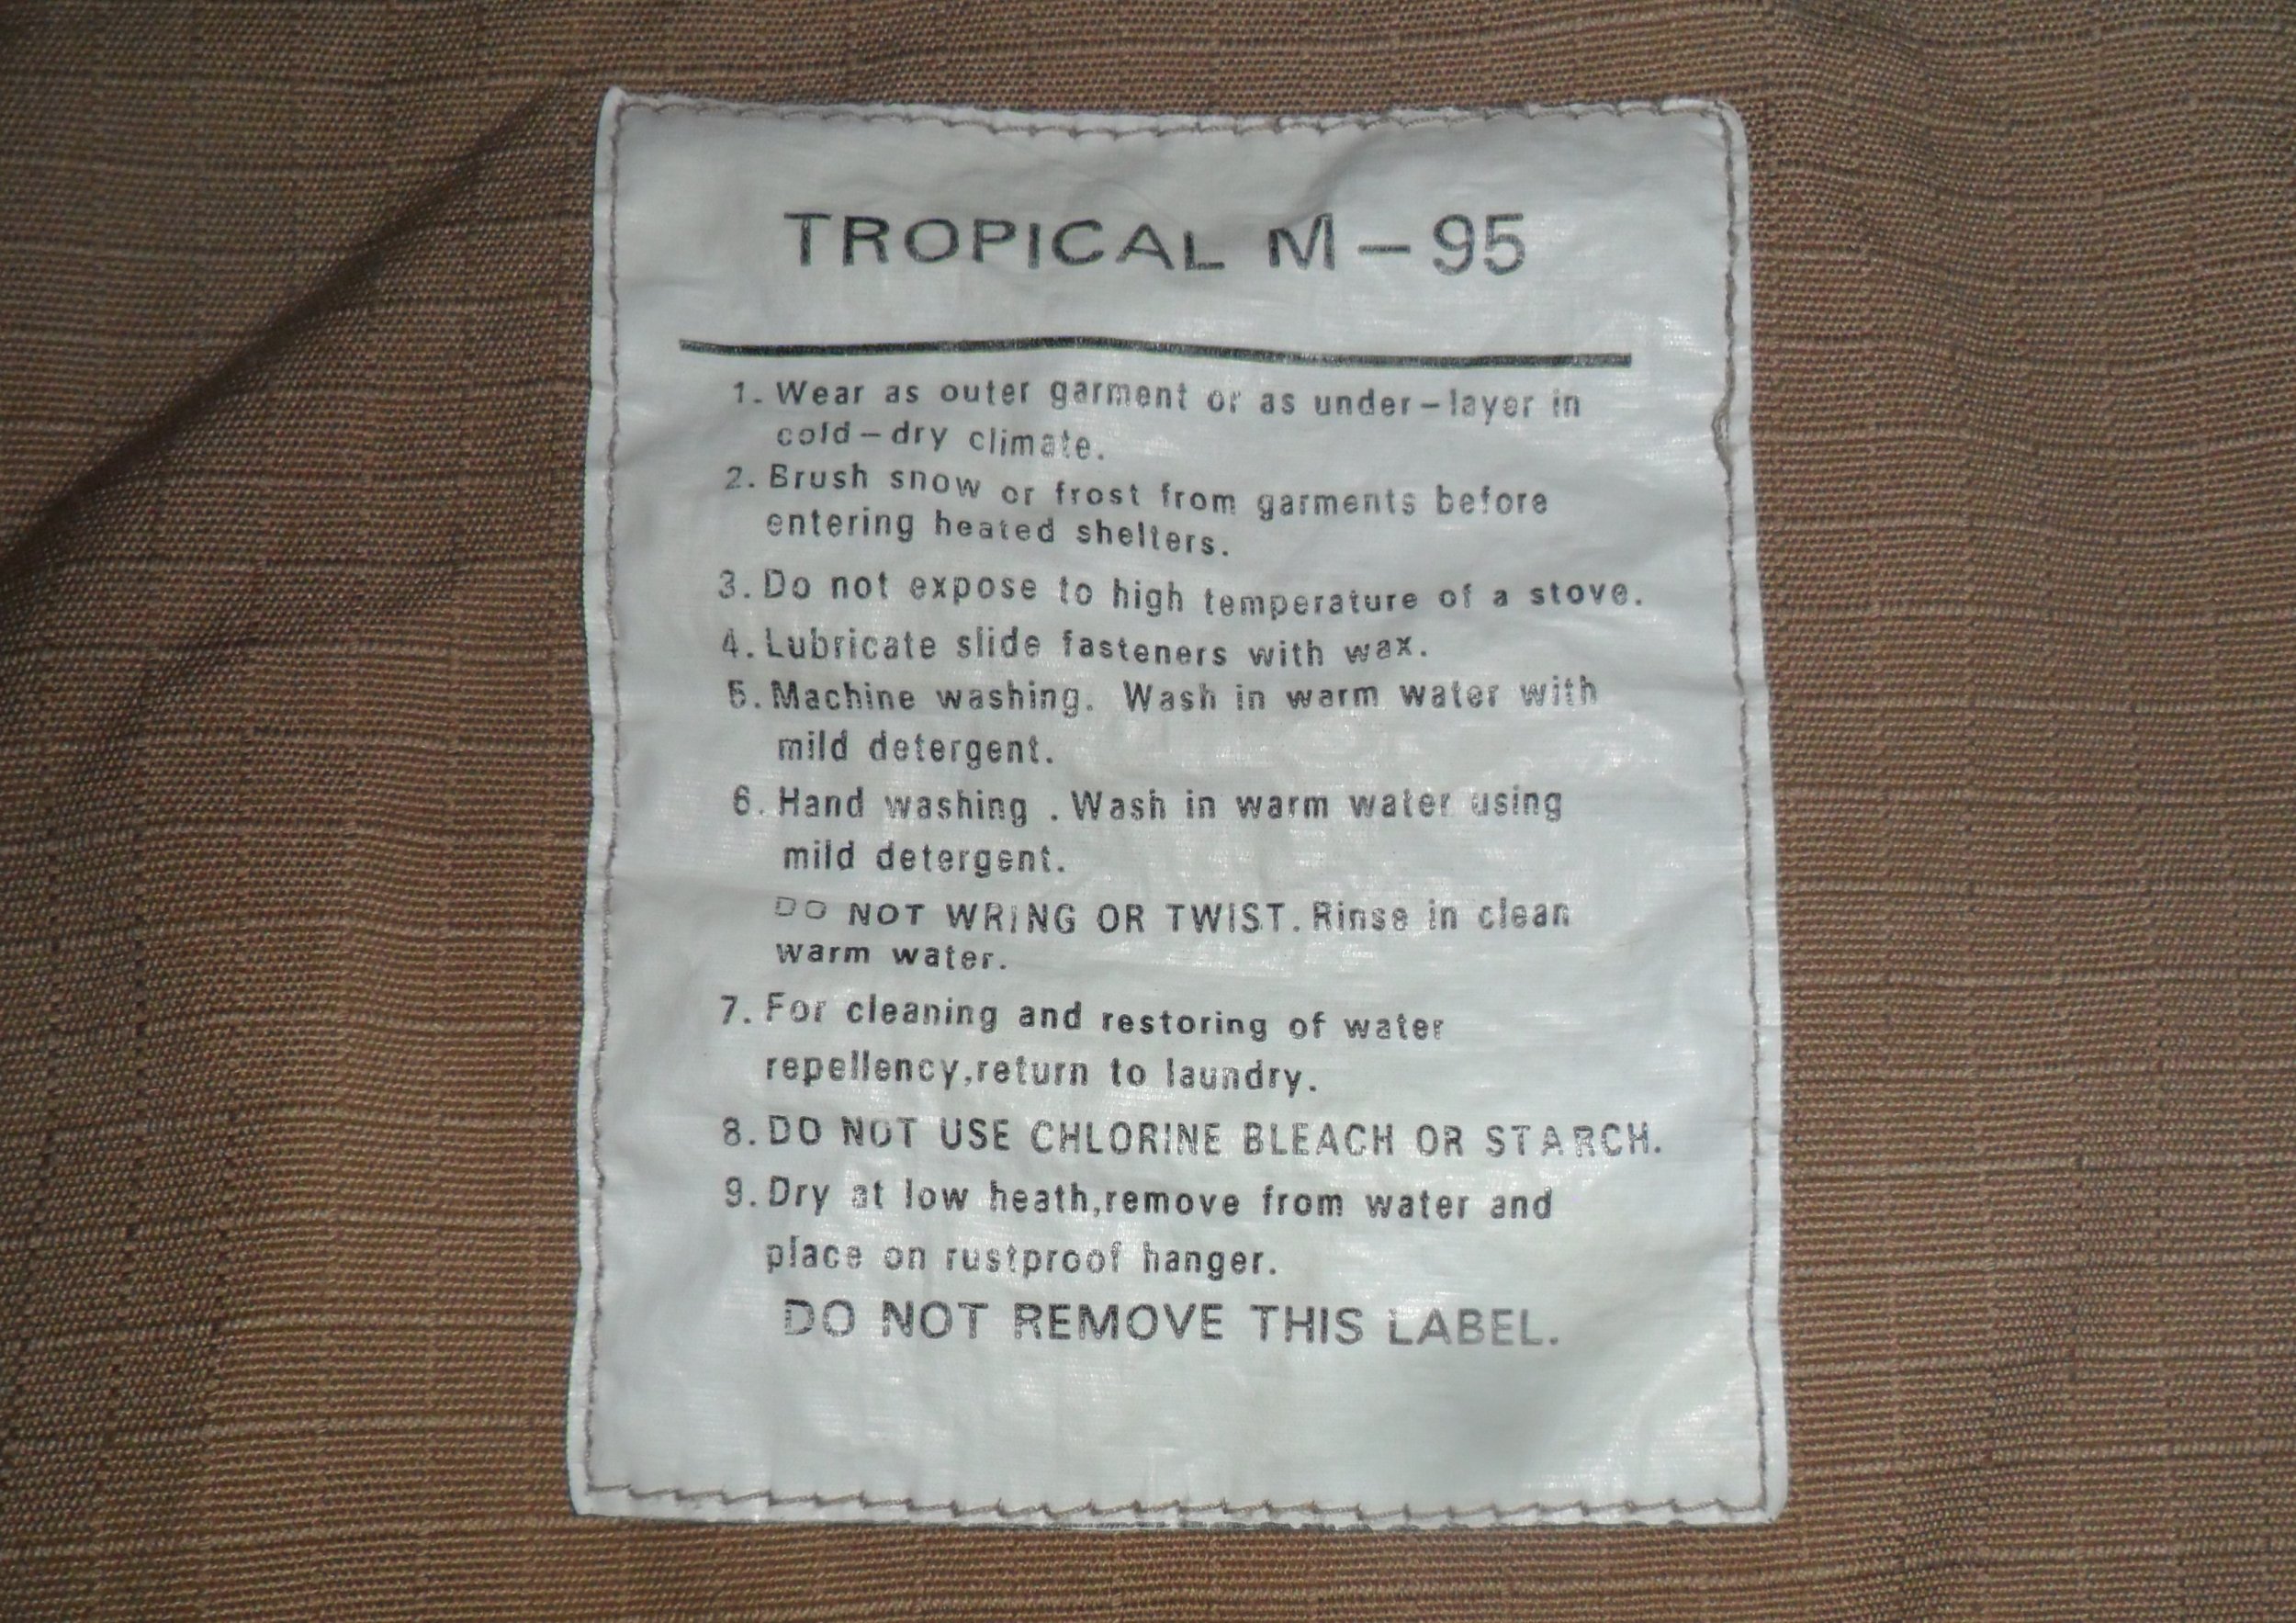 TROPICAL M-95
1. Wear as outer garment or as under-layer in
cold-dry climate.
2. Brush snow or frost from garments before
entering heated shelters.
3. Do not expose to high temperature of a stove.
4. Lubricate slide fasteners with wax.
5. Machine washing. Wash in warm water with
mild detergent.
6. Hand washing . Wash in warm water using
mild detergent.
DO NOT WRING OR TWIST. Rinse in clean
warm water.
7. For cleaning and restoring of water
repellency,return to laundry.
8. DO NOT USE CHLORINE BLEACH OR STARCH.
9. Dry at low heath,remove from water and
place on rustproof hanger.
DO NOT REMOVE THIS LABEL.